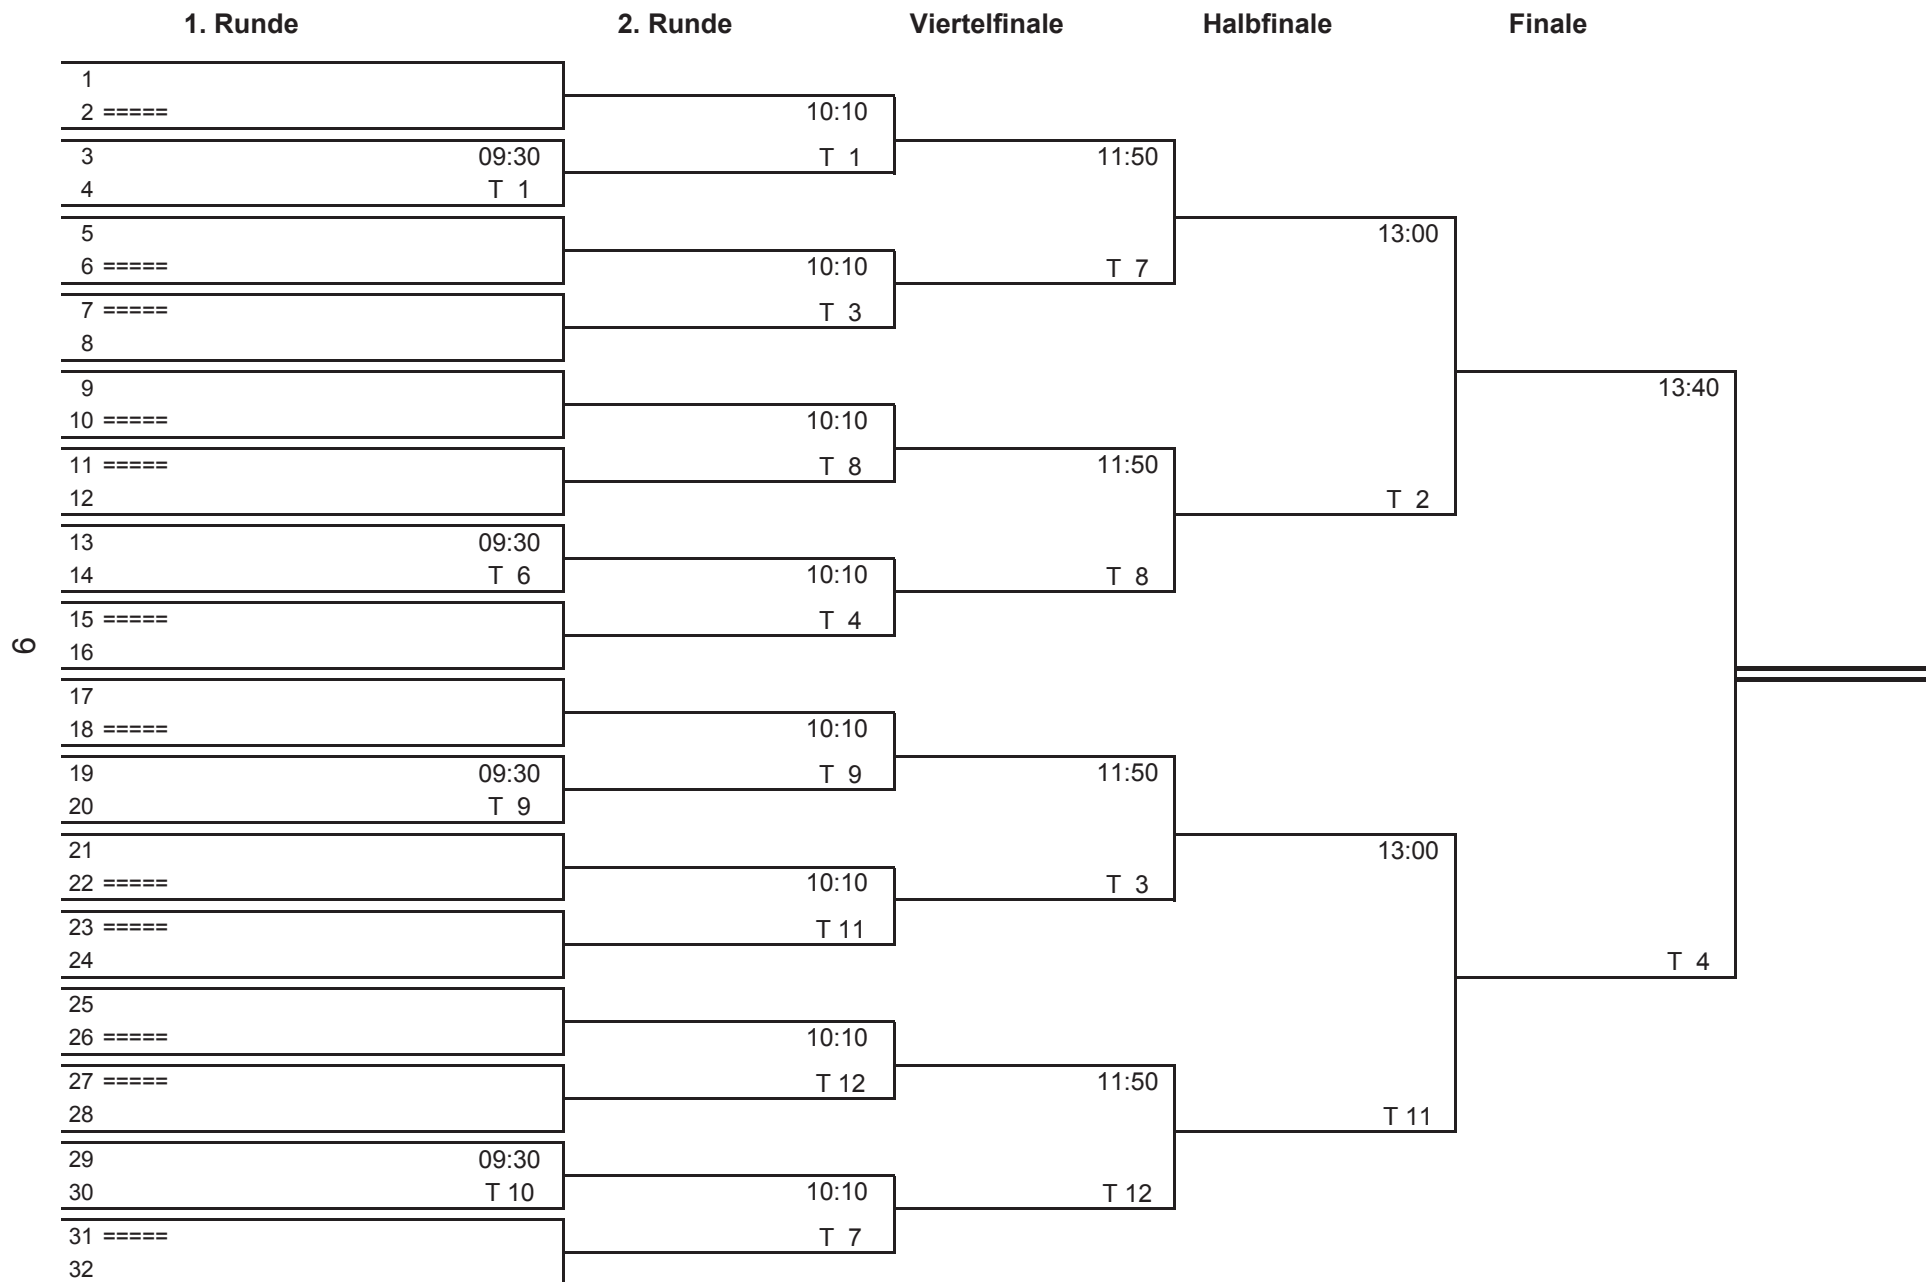 1. Runde 2. Runde Viertelfinale Halbfinale Finale
1
2 ===== 10:10
3 09:30 T 1 11:50
4 T 1
5 13:00
6 ===== 10:10 T 7
7 ===== T 3
8
9 13:40
10 ===== 10:10
11 ===== T 8 11:50
12 T 2
13 09:30
14 T 6 10:10 T 8
15 ===== T 4
6
16
17
18 ===== 10:10
19 09:30 T 9 11:50
20 T 9
21 13:00
22 ===== 10:10 T 3
23 ===== T 11
24 T 4
25
26 ===== 10:10
27 ===== T 12 11:50
28 T 11
29 09:30
30 T 10 10:10 T 12
31 ===== T 7
32